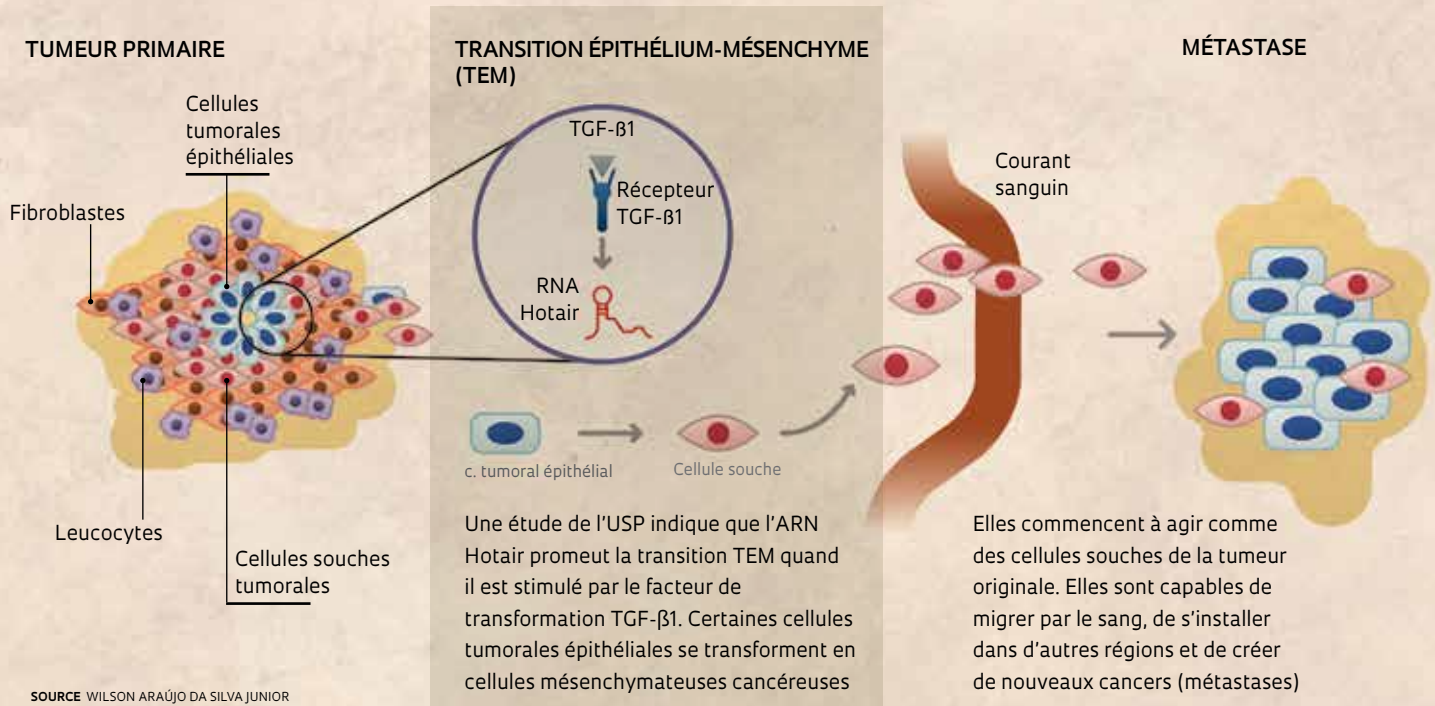 TUMEUR PRIMAIRE
Cellules
tumorales
épithéliales
Fibroblastes
Leucocytes
Cellules souches
tumorales
SOURCE WILSON ARAÚJO DA SILVA JUNIOR
TRANSITION ÉPITHÉLIUM-MÉSENCHYME
(TEM)
TGF-ß1
Récepteur
TGF-ß1
RNA
Hotair
c. tumoral épithélial
Cellule souche
Une étude de l'USP indique que l'ARN
Hotair promeut la transition TEM quand
il est stimulé par le facteur de
transformation TGF-β1. Certaines cellules
tumorales épithéliales se transforment en
cellules mésenchymateuses cancéreuses
MÉTASTASE
Courant
sanguin
Elles commencent à agir comme
des cellules souches de la tumeur
originale. Elles sont capables de
migrer par le sang, de s'installer
dans d'autres régions et de créer
de nouveaux cancers (métastases)